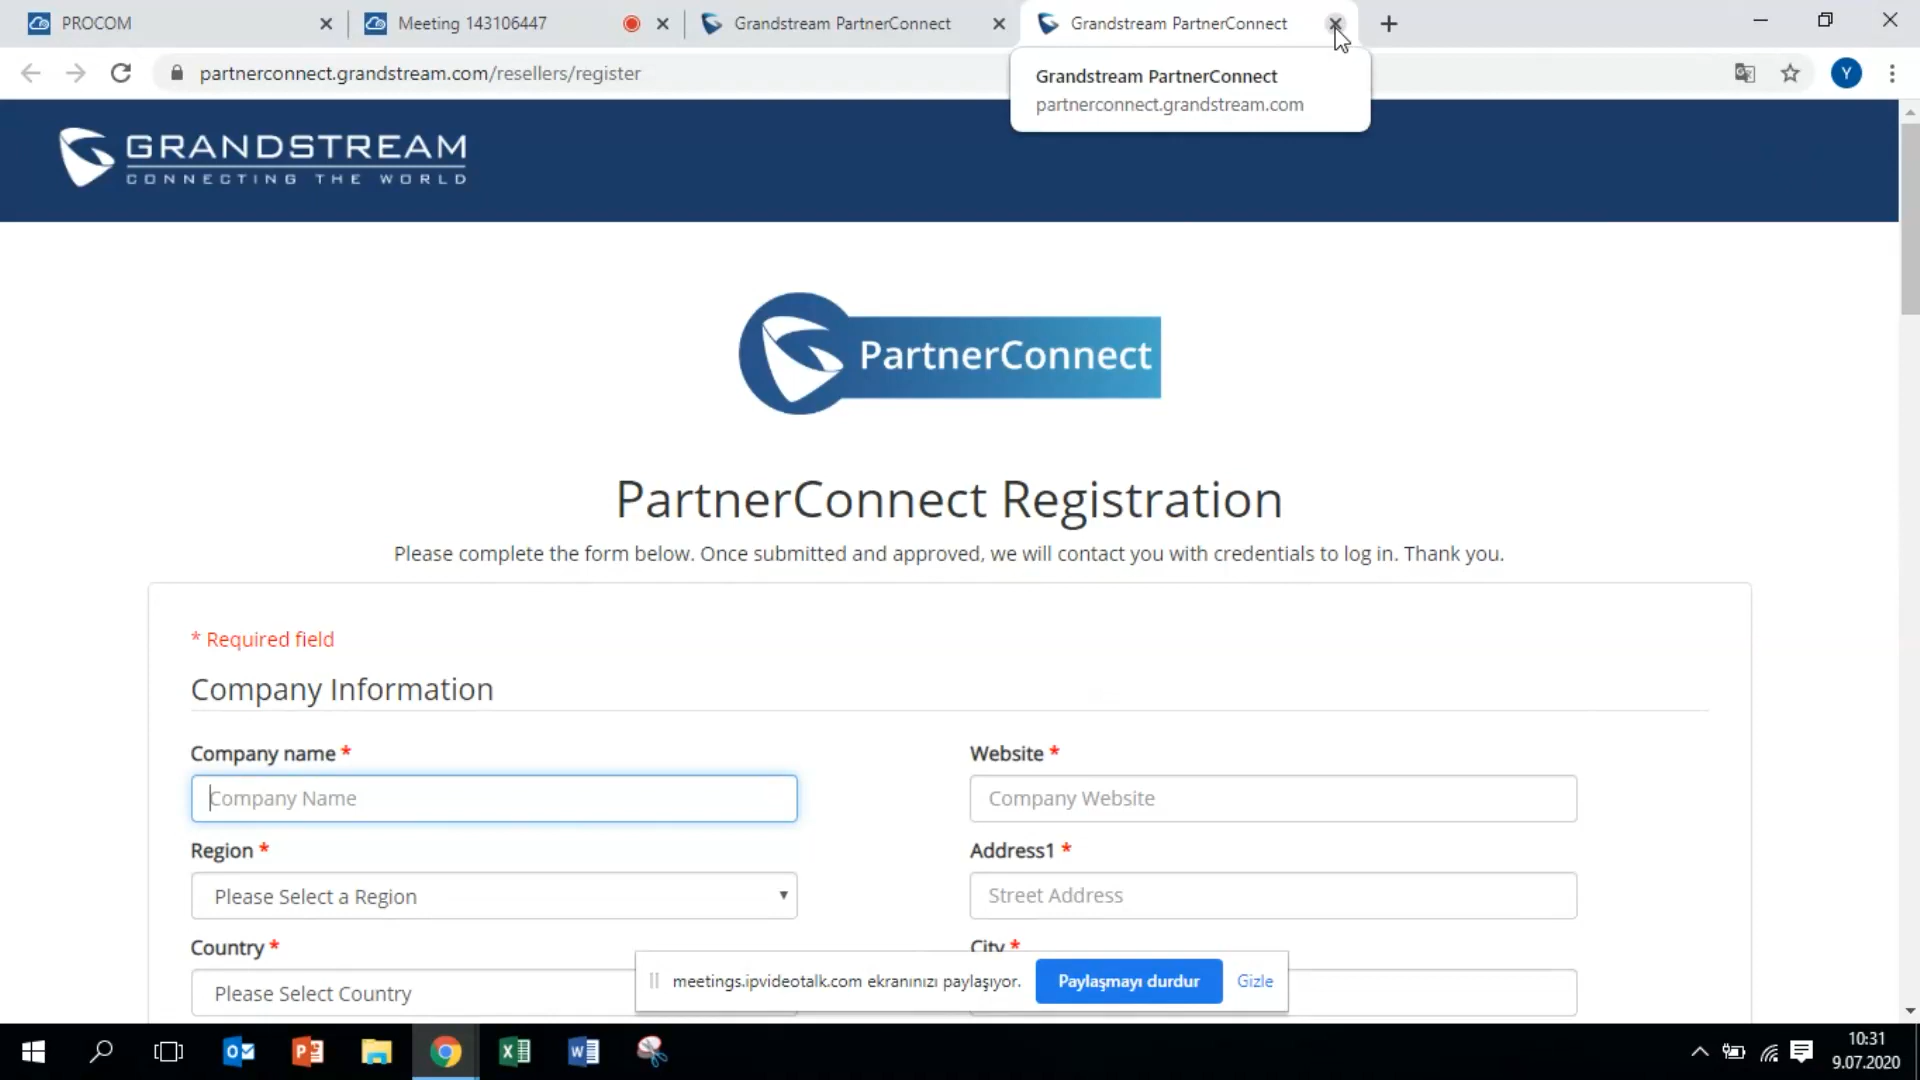 PROCOM
Meeting 143106447
Grandstream PartnerConnect
Grandstream PartnerConnect
partnerconnect.grandstream.com/resellers/register
Y
Grandstream PartnerConnect
partnerconnect.grandstream.com
GRANDSTREAM
CONNECTING THE WORLD
PartnerConnect
PartnerConnect Registration
Please complete the form below. Once submitted and approved, we will contact you with credentials to log in. Thank you.
* Required field
Company Information
Company name *
Website *
Company Name
Company Website
Region *
Address1 *
Please Select a Region
Street Address
Country *
City *
Please Select Country
meetings.ipvideotalk.com ekranınızı paylaşıyor.
Paylaşmayı durdur
Gizle
10:31
9.07.2020